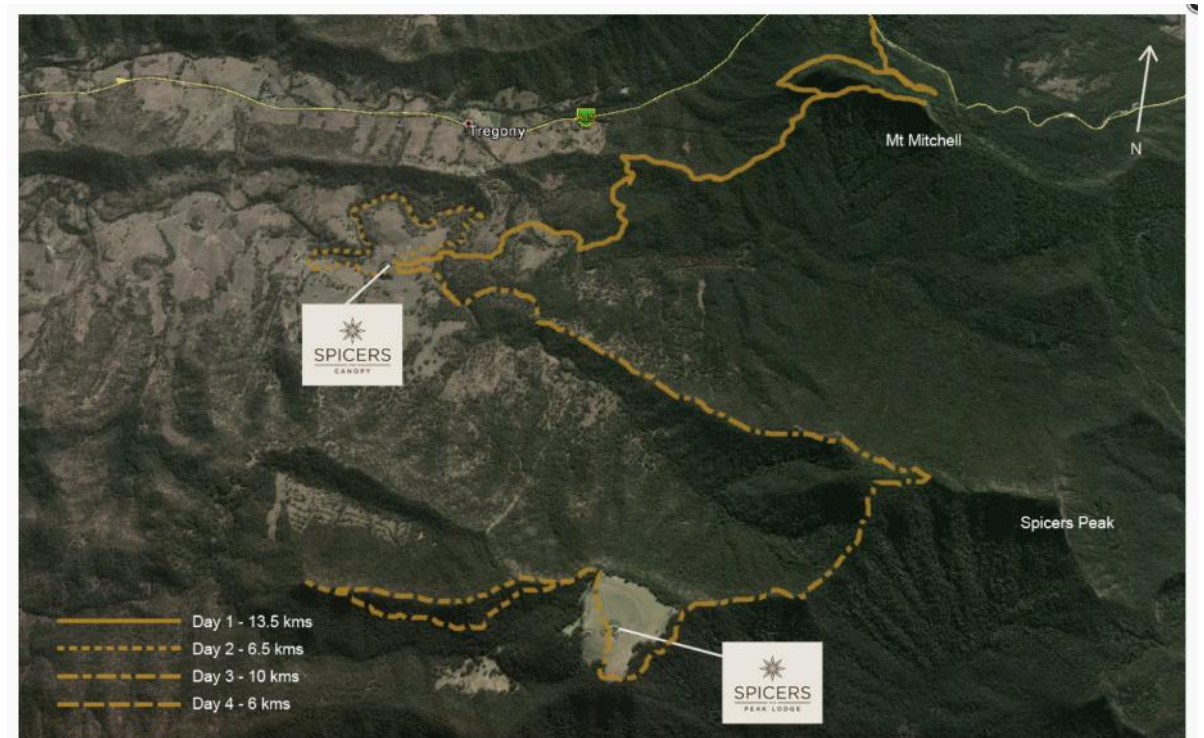 Tregony
Mt Mitchell
N
SPICERS
CANOPY
Spicers Peak
Day 1 - 13.5 kms
Day 2 - 6.5 kms
Day 3 - 10 kms
Day 4 - 6 kms
SPICERS
PEAK LODGE